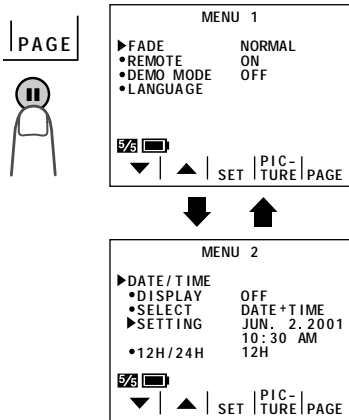 PAGE
MENU 1
▶FADE NORMAL
•REMOTE ON
•DEMO MODE OFF
•LANGUAGE
5/5
▼ ▲ SET PIC-
TURE PAGE
MENU 2
▶DATE/TIME
•DISPLAY OFF
•SELECT DATE+TIME
▶SETTING JUN. 2.2001
10:30 AM
•12H/24H 12H
5/5
▼ ▲ SET PIC-
TURE PAGE